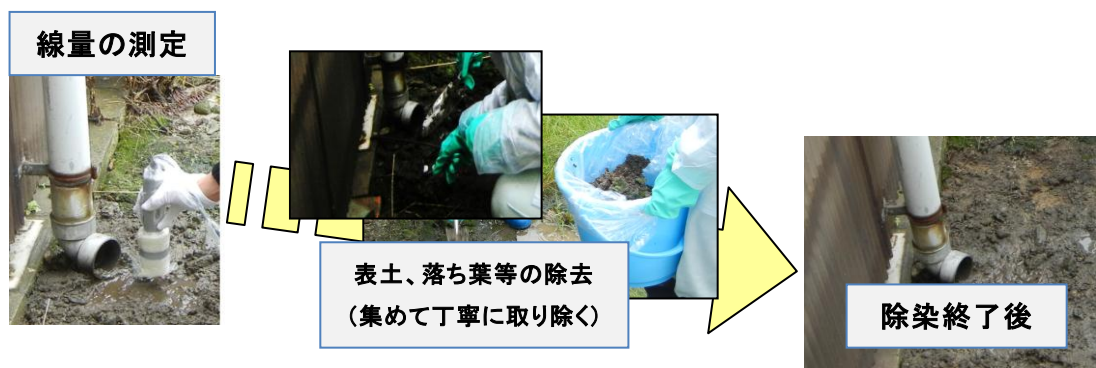 線量の測定
表土、落ち葉等の除去
（集めて丁寧に取り除く）
除染終了後